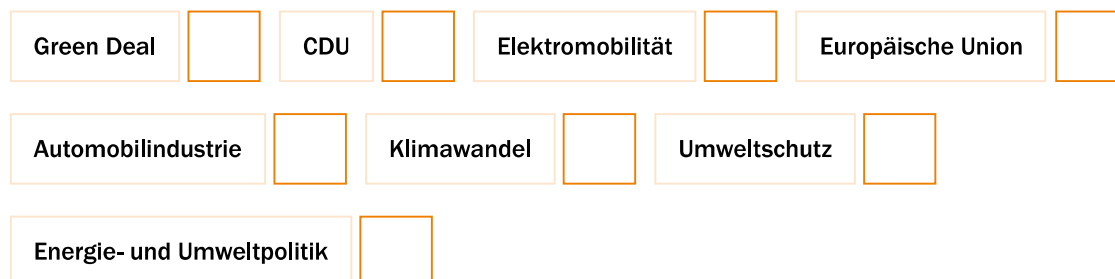 Green Deal CDU Elektromobilität Europäische Union
Automobilindustrie Klimawandel Umweltschutz
Energie- und Umweltpolitik